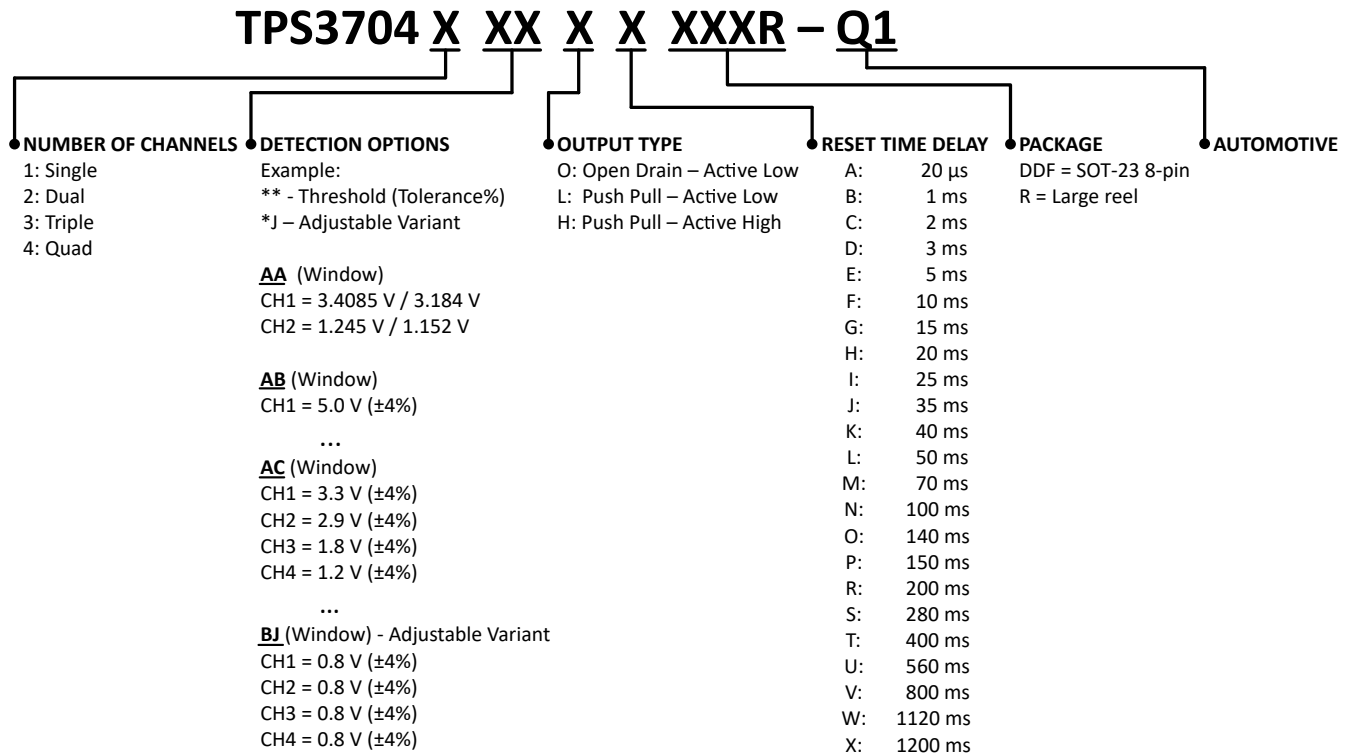 TPS3704 X XX X X XXXR – Q1
NUMBER OF CHANNELS
1: Single
2: Dual
3: Triple
4: Quad
DETECTION OPTIONS
Example:
** - Threshold (Tolerance%)
*J – Adjustable Variant
AA (Window)
CH1 = 3.4085 V / 3.184 V
CH2 = 1.245 V / 1.152 V
AB (Window)
CH1 = 5.0 V (±4%)
...
AC (Window)
CH1 = 3.3 V (±4%)
CH2 = 2.9 V (±4%)
CH3 = 1.8 V (±4%)
CH4 = 1.2 V (±4%)
...
BJ (Window) - Adjustable Variant
CH1 = 0.8 V (±4%)
CH2 = 0.8 V (±4%)
CH3 = 0.8 V (±4%)
CH4 = 0.8 V (±4%)
OUTPUT TYPE
O: Open Drain – Active Low
L: Push Pull – Active Low
H: Push Pull – Active High
RESET TIME DELAY
A: 20 µs
B: 1 ms
C: 2 ms
D: 3 ms
E: 5 ms
F: 10 ms
G: 15 ms
H: 20 ms
I: 25 ms
J: 35 ms
K: 40 ms
L: 50 ms
M: 70 ms
N: 100 ms
O: 140 ms
P: 150 ms
R: 200 ms
S: 280 ms
T: 400 ms
U: 560 ms
V: 800 ms
W: 1120 ms
X: 1200 ms
PACKAGE
DDF = SOT-23 8-pin
R = Large reel
AUTOMOTIVE